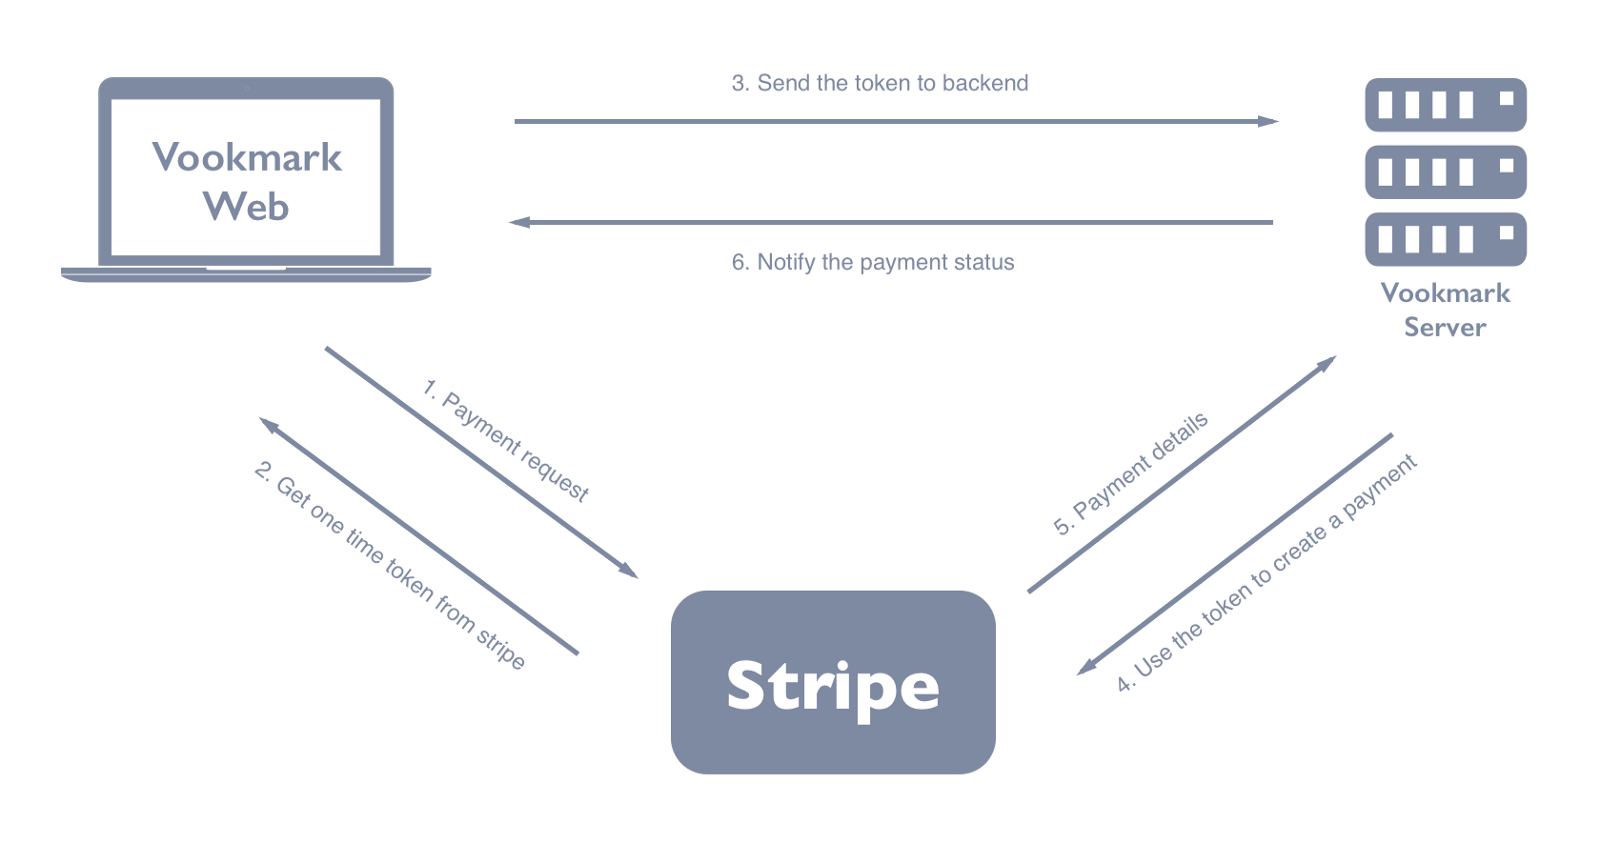 3. Send the token to backend
Vookmark
Web
6. Notify the payment status
Vookmark
Server
1. Payment request
2. Get one time token from stripe
5. Payment details
4. Use the token to create a payment
Stripe